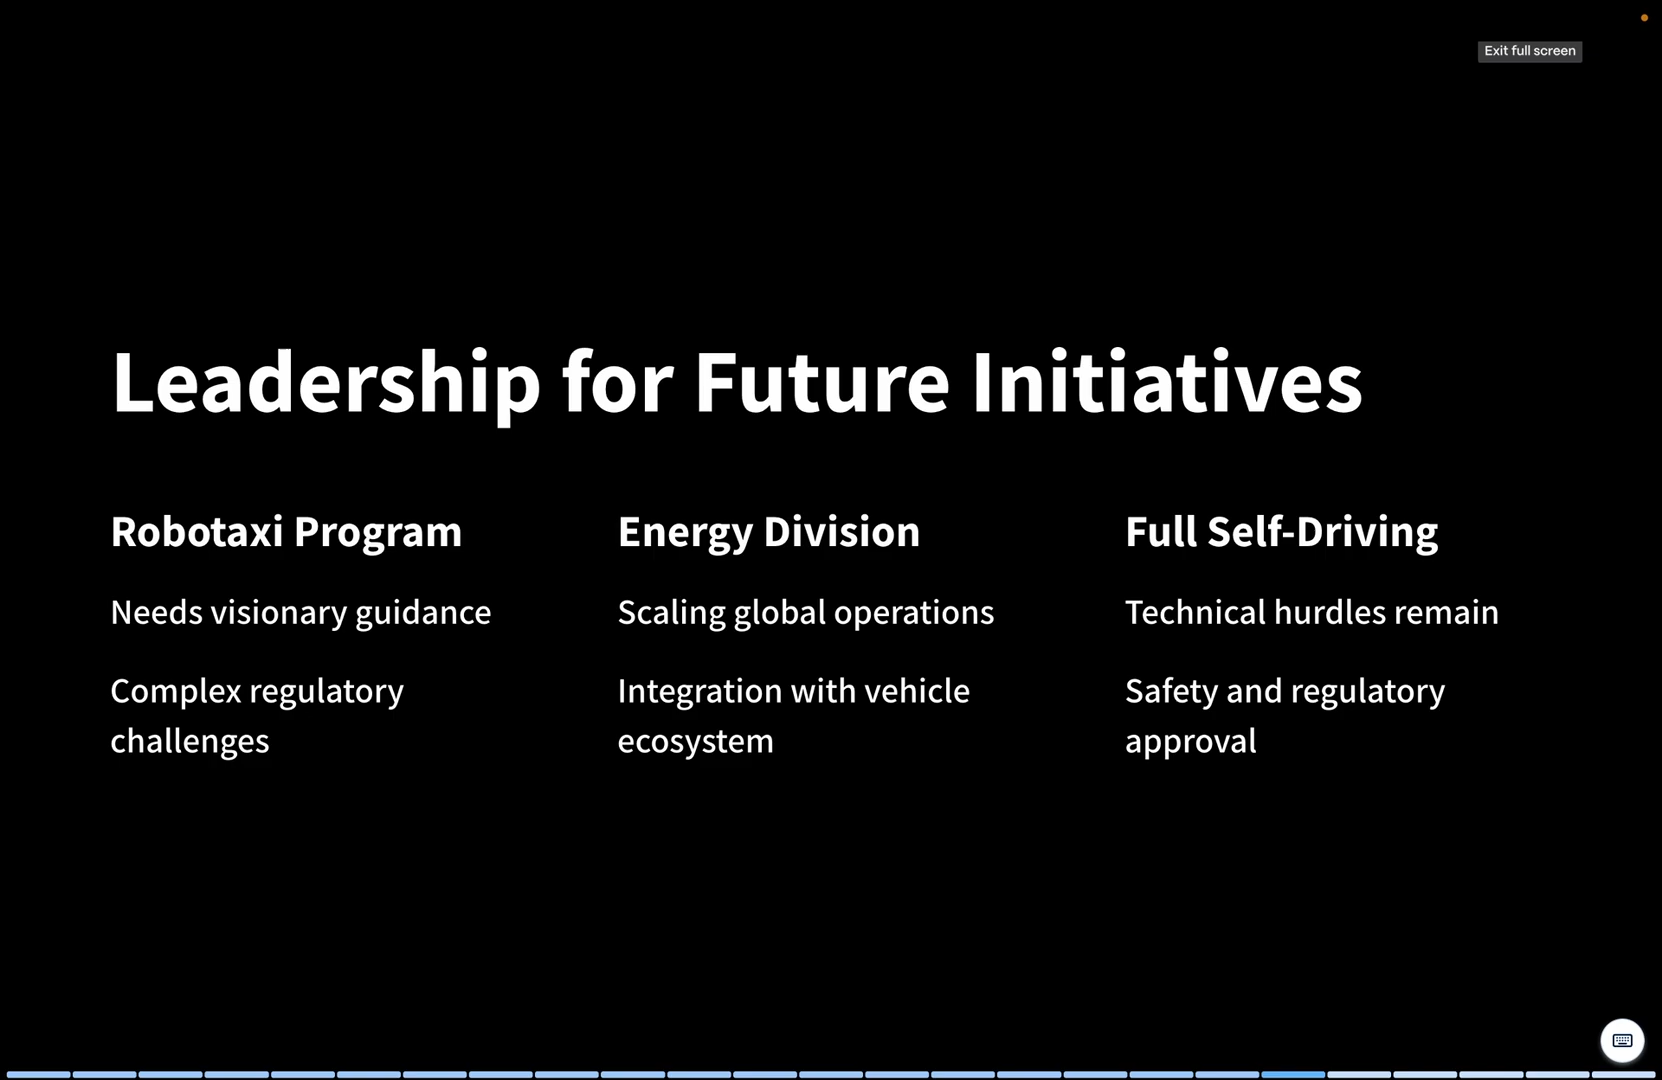 Exit full screen
Leadership for Future Initiatives
Robotaxi Program
Needs visionary guidance
Complex regulatory
challenges
Energy Division
Scaling global operations
Integration with vehicle
ecosystem
Full Self-Driving
Technical hurdles remain
Safety and regulatory
approval